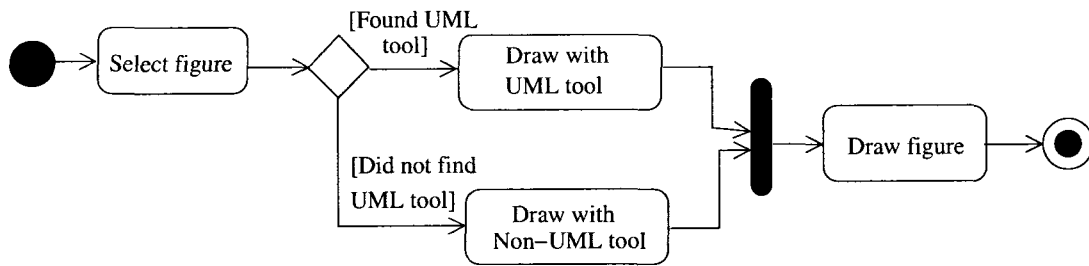 [Found UML
tool]
Select figure
Draw with
UML tool
[Did not find
UML tool]
Draw with
Non-UML tool
Draw figure